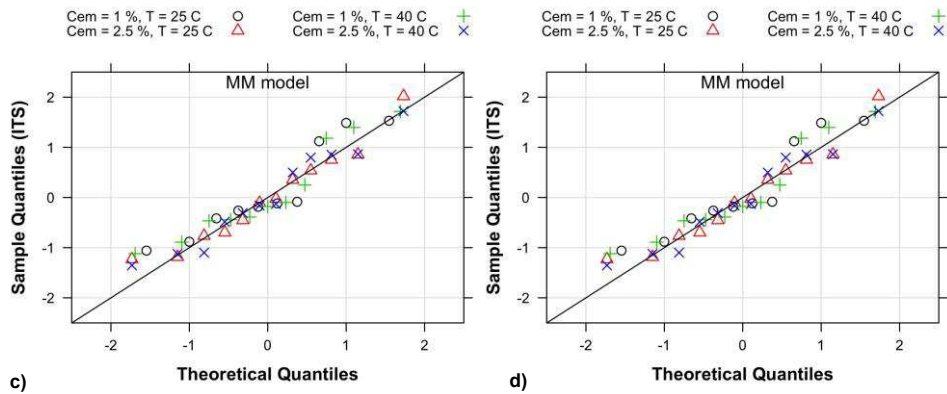 Cem = 1 %, T = 25 C Cem = 1 %, T = 40 C
Cem = 2.5 %, T = 25 C Cem = 2.5 %, T = 40 C
MM model
Sample Quantiles (ITS)
2
1
0
-1
-2
-2 -1 0 1 2
Theoretical Quantiles
c)
Cem = 1 %, T = 25 C Cem = 1 %, T = 40 C
Cem = 2.5 %, T = 25 C Cem = 2.5 %, T = 40 C
MM model
Sample Quantiles (ITS)
2
1
0
-1
-2
-2 -1 0 1 2
Theoretical Quantiles
d)